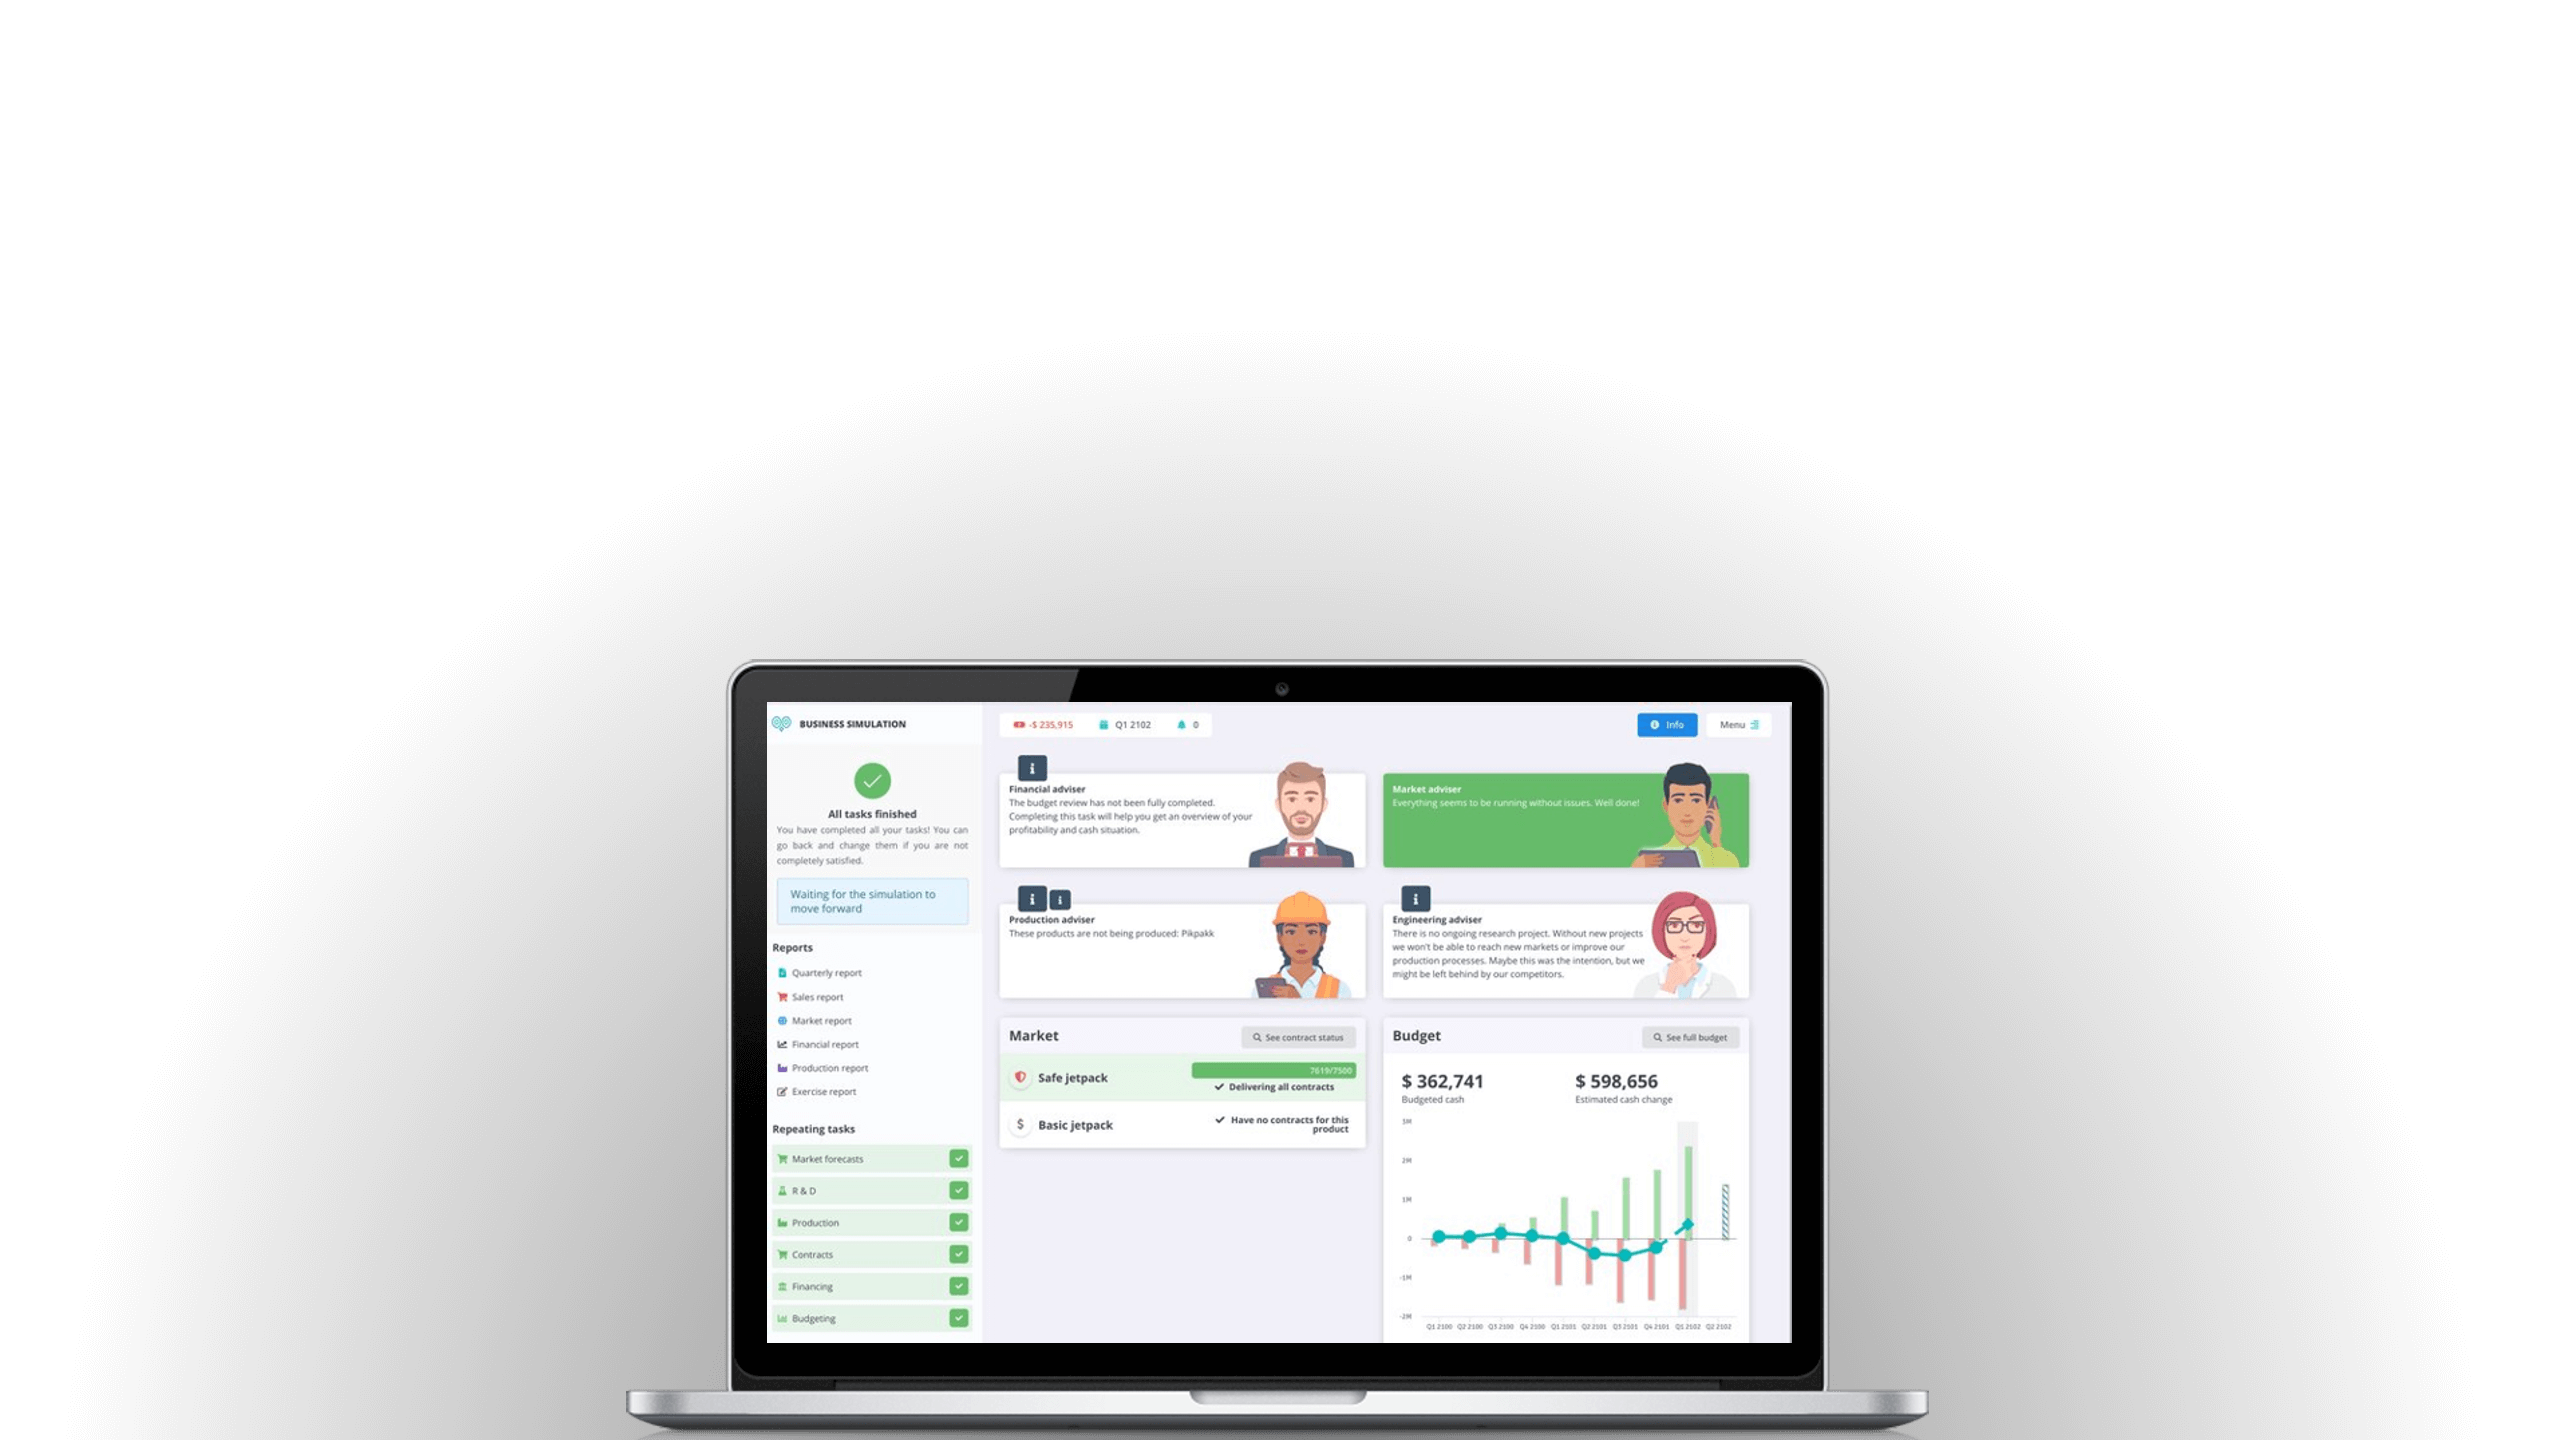 BUSINESS SIMULATION
-$ 235,915
Q1 2102
0
Info
Menu
All tasks finished
You have completed all your tasks! You can
go back and change them if you are not
completely satisfied.
Waiting for the simulation to
move forward
Reports
Quarterly report
Sales report
Market report
Financial report
Production report
Exercise report
Repeating tasks
Market forecasts
R & D
Production
Contracts
Financing
Budgeting
Financial adviser
The budget review has not been fully completed.
Completing this task will help you get an overview of your
profitability and cash situation.
Market adviser
Everything seems to be running without issues. Well done!
Production adviser
These products are not being produced: Pikpakk
Engineering adviser
There is no ongoing research project. Without new projects
we won't be able to reach new markets or improve our
production processes. Maybe this was the intention, but we
might be left behind by our competitors.
Market
See contract status
Safe jetpack
7619/7500
Delivering all contracts
$
Basic jetpack
Have no contracts for this
product
Budget
See full budget
$ 362,741
Budgeted cash
$ 598,656
Estimated cash change
3M
2M
1M
0
-1M
-2M
Q1 2100 Q2 2100 Q3 2100 Q4 2100 Q1 2101 Q2 2101 Q3 2101 Q4 2101 Q1 2102 Q2 2102